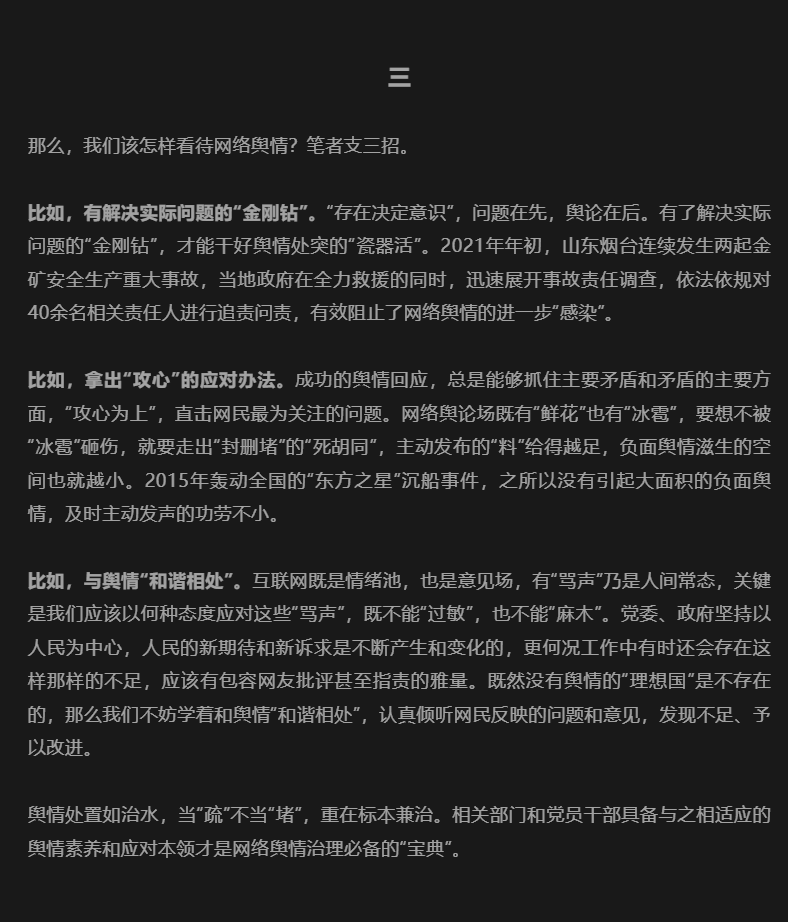 三
那么，我们该怎样看待网络舆情？笔者支三招。
比如，有解决实际问题的“金刚钻”。“存在决定意识”，问题在先，舆论在后。有了解决实际
问题的“金刚钻”，才能干好舆情处突的“瓷器活”。2021年年初，山东烟台连续发生两起金
矿安全生产重大事故，当地政府在全力救援的同时，迅速展开事故责任调查，依法依规对
40余名相关责任人进行追责问责，有效阻止了网络舆情的进一步“感染”。
比如，拿出“攻心”的应对办法。成功的舆情回应，总是能够抓住主要矛盾和矛盾的主要方
面，“攻心为上”，直击网民最为关注的问题。网络舆论场既有“鲜花”也有“冰雹”，要想不被
“冰雹”砸伤，就要走出“封删堵”的“死胡同”，主动发布的“料”给得越足，负面舆情滋生的空
间也就越小。2015年轰动全国的“东方之星”沉船事件，之所以没有引起大面积的负面舆
情，及时主动发声的功劳不小。
比如，与舆情“和谐相处”。互联网既是情绪池，也是意见场，有“骂声”乃是人间常态，关键
是我们应该以何种态度应对这些“骂声”，既不能“过敏”，也不能“麻木”。党委、政府坚持以
人民为中心，人民的新期待和新诉求是不断产生和变化的，更何况工作中有时还会存在这
样那样的不足，应该有包容网友批评甚至指责的雅量。既然没有舆情的“理想国”是不存在
的，那么我们不妨学着和舆情“和谐相处”，认真倾听网民反映的问题和意见，发现不足、予
以改进。
舆情处置如治水，当“疏”不当“堵”，重在标本兼治。相关部门和党员干部具备与之相适应的
舆情素养和应对本领才是网络舆情治理必备的“宝典”。